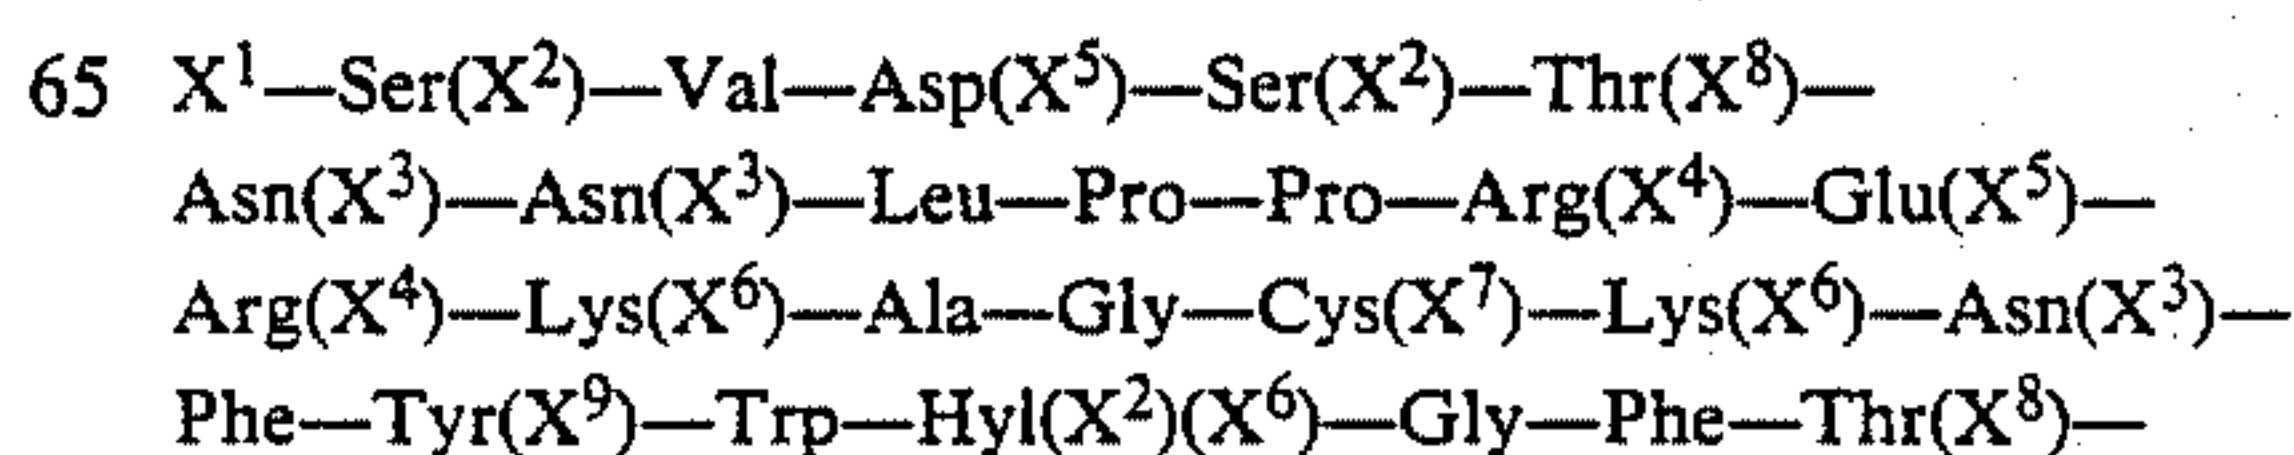 65 X¹—Ser(X²)—Val—Asp(X⁵)—Ser(X²)—Thr(X⁸)—
Asn(X³)—Asn(X³)—Leu—Pro—Pro—Arg(X⁴)—Glu(X⁵)—
Arg(X⁴)—Lys(X⁶)—Ala—Gly—Cys(X⁷)—Lys(X⁶)—Asn(X³)—
Phe—Tyr(X⁹)—Trp—Hyl(X²)(X⁶)—Gly—Phe—Thr(X⁸)—